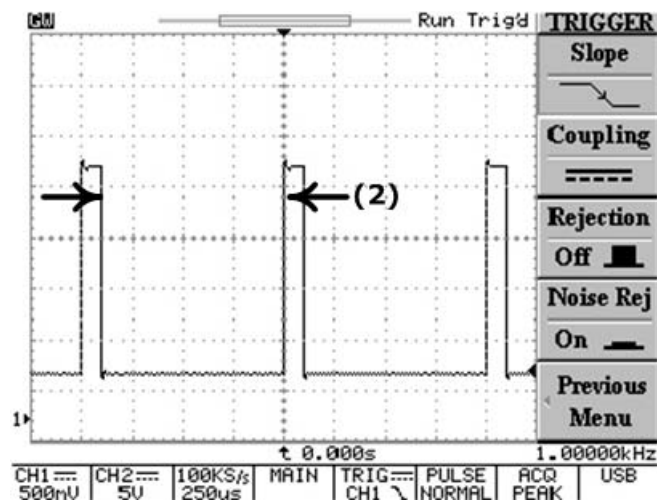 GW Run Trig'd TRIGGER
Slope
Coupling
(2)
Rejection
Off
Noise Rej
On
Previous
Menu
1
t 0.000s 1.00000kHz
CH1 CH2 100KS/s MAIN TRIG PULSE ACQ USB
500mV 5V 250us CH1 NORMAL PEAK